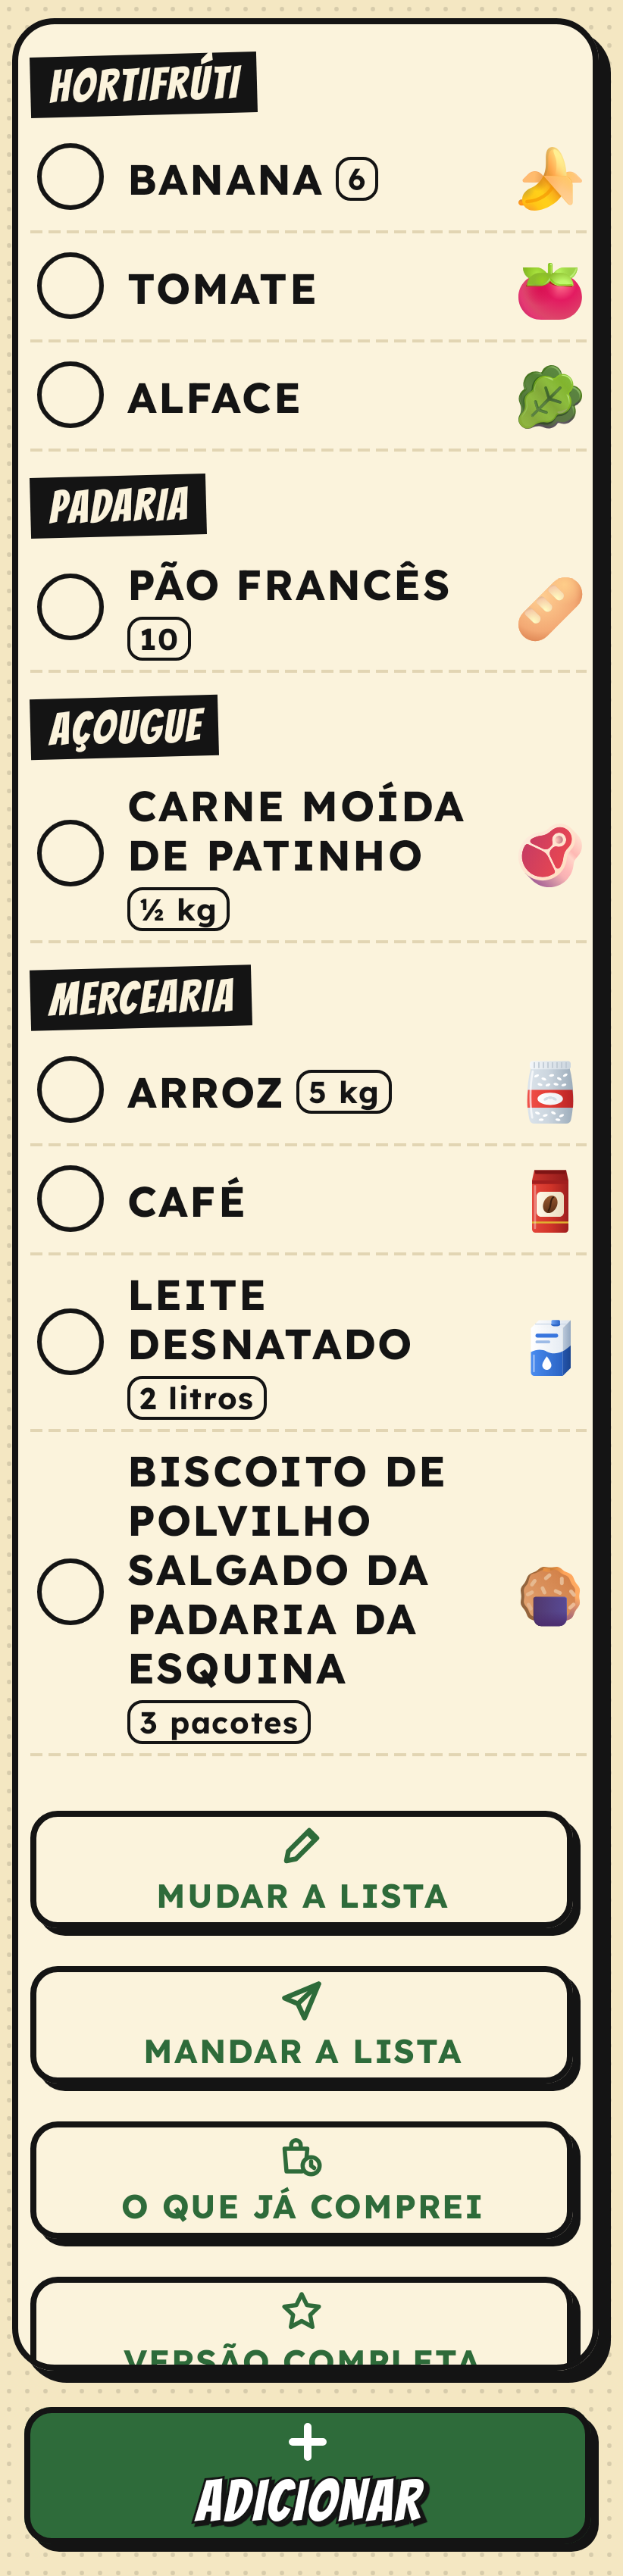 HORTIFRÚTI
BANANA 6
TOMATE
ALFACE
PADARIA
PÃO FRANCÊS
10
AÇOUGUE
CARNE MOÍDA
DE PATINHO
½ kg
MERCEARIA
ARROZ 5 kg
CAFÉ
LEITE
DESNATADO
2 litros
BISCOITO DE
POLVILHO
SALGADO DA
PADARIA DA
ESQUINA
3 pacotes
MUDAR A LISTA
MANDAR A LISTA
O QUE JÁ COMPREI
VERSÃO COMPLETA
ADICIONAR